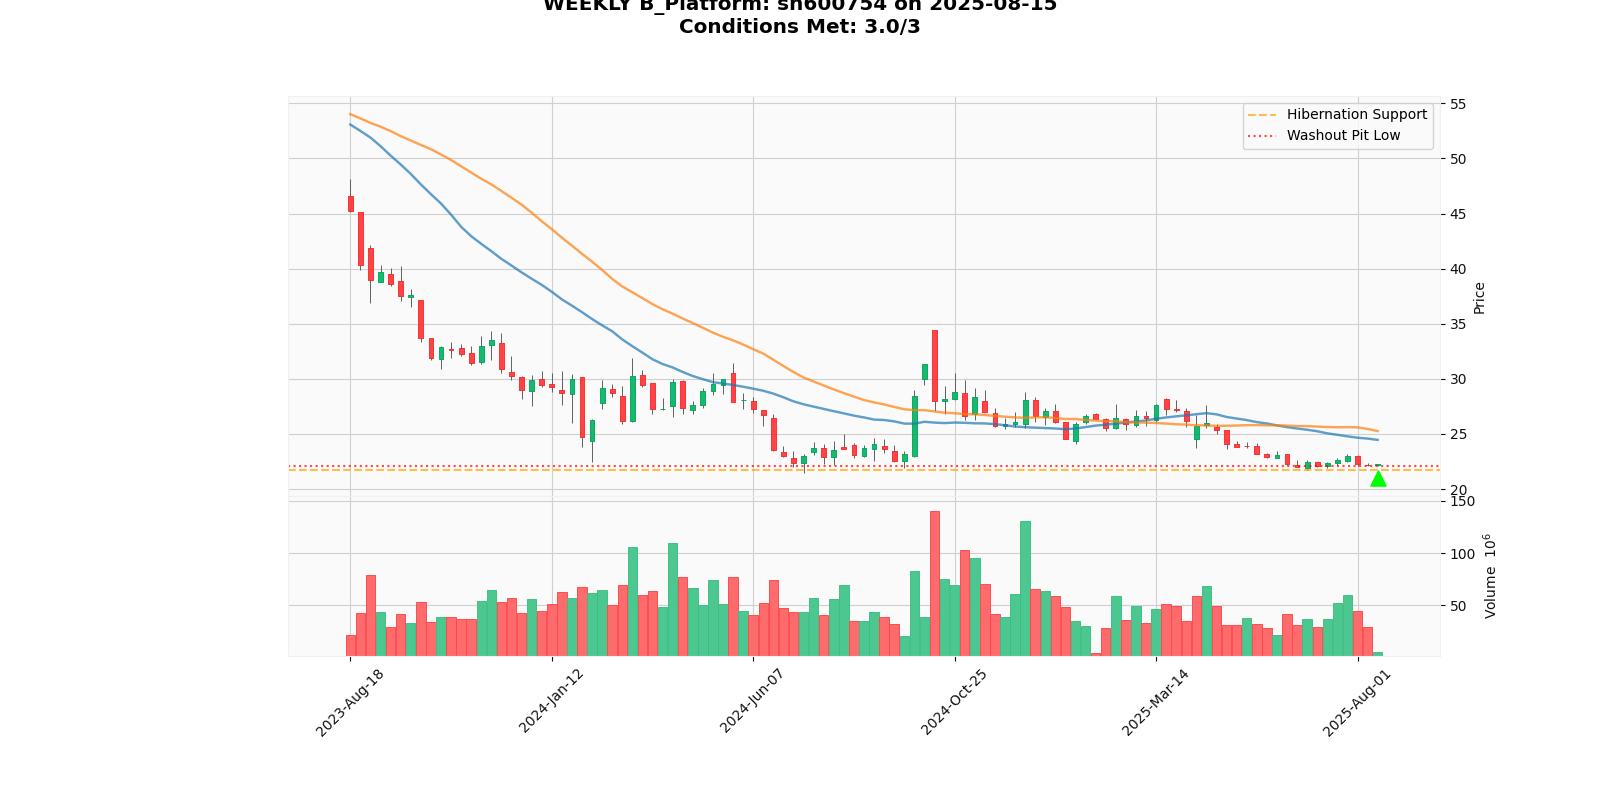 WEEKLY B_Platform: sh600754 on 2025-08-15
Conditions Met: 3.0/3
Hibernation Support
Washout Pit Low
55
50
45
40
35
30
25
20
Price
150
100
50
Volume 10^6
2023-Aug-18
2024-Jan-12
2024-Jun-07
2024-Oct-25
2025-Mar-14
2025-Aug-01